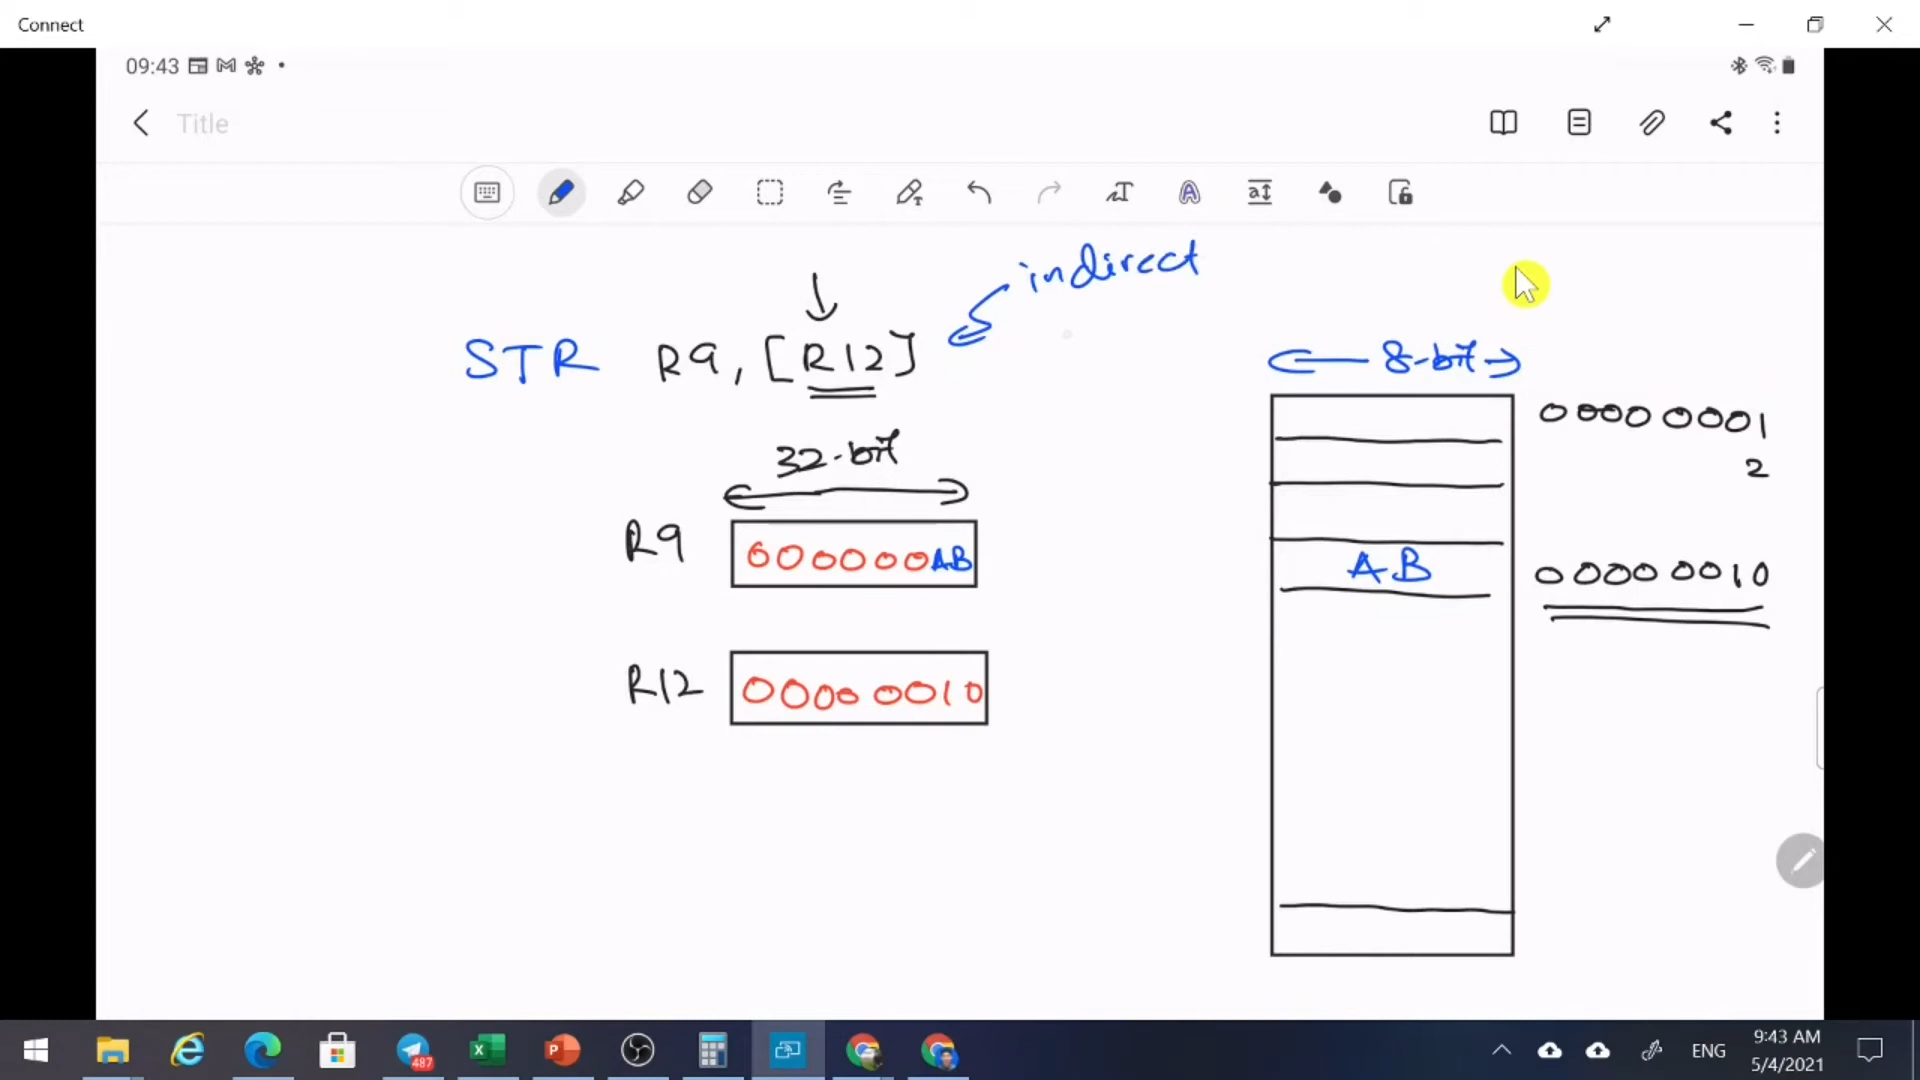 Connect
09:43
Title
indirect
STR R9, [R12]
8-bit
32-bit
00000001
2
R9 000000AB
AB 00000010
R12 00000010
487
ENG
9:43 AM
5/4/2021